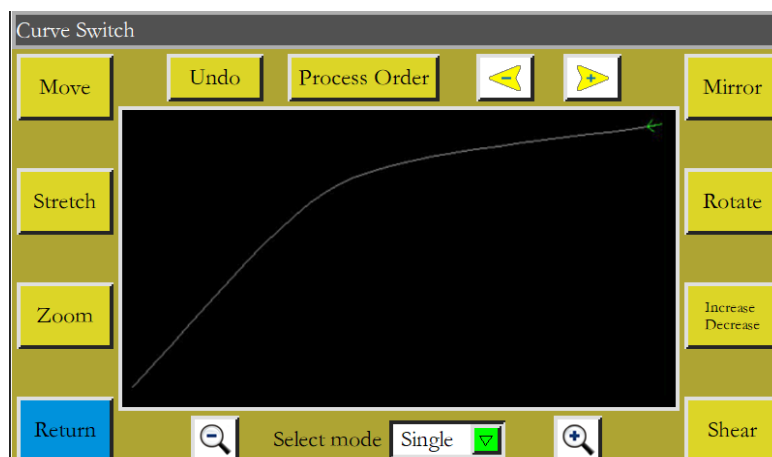 Curve Switch
Move
Undo
Process Order
-
+
Mirror
Stretch
Rotate
Zoom
Increase
Decrease
Return
Select mode
Single
Shear